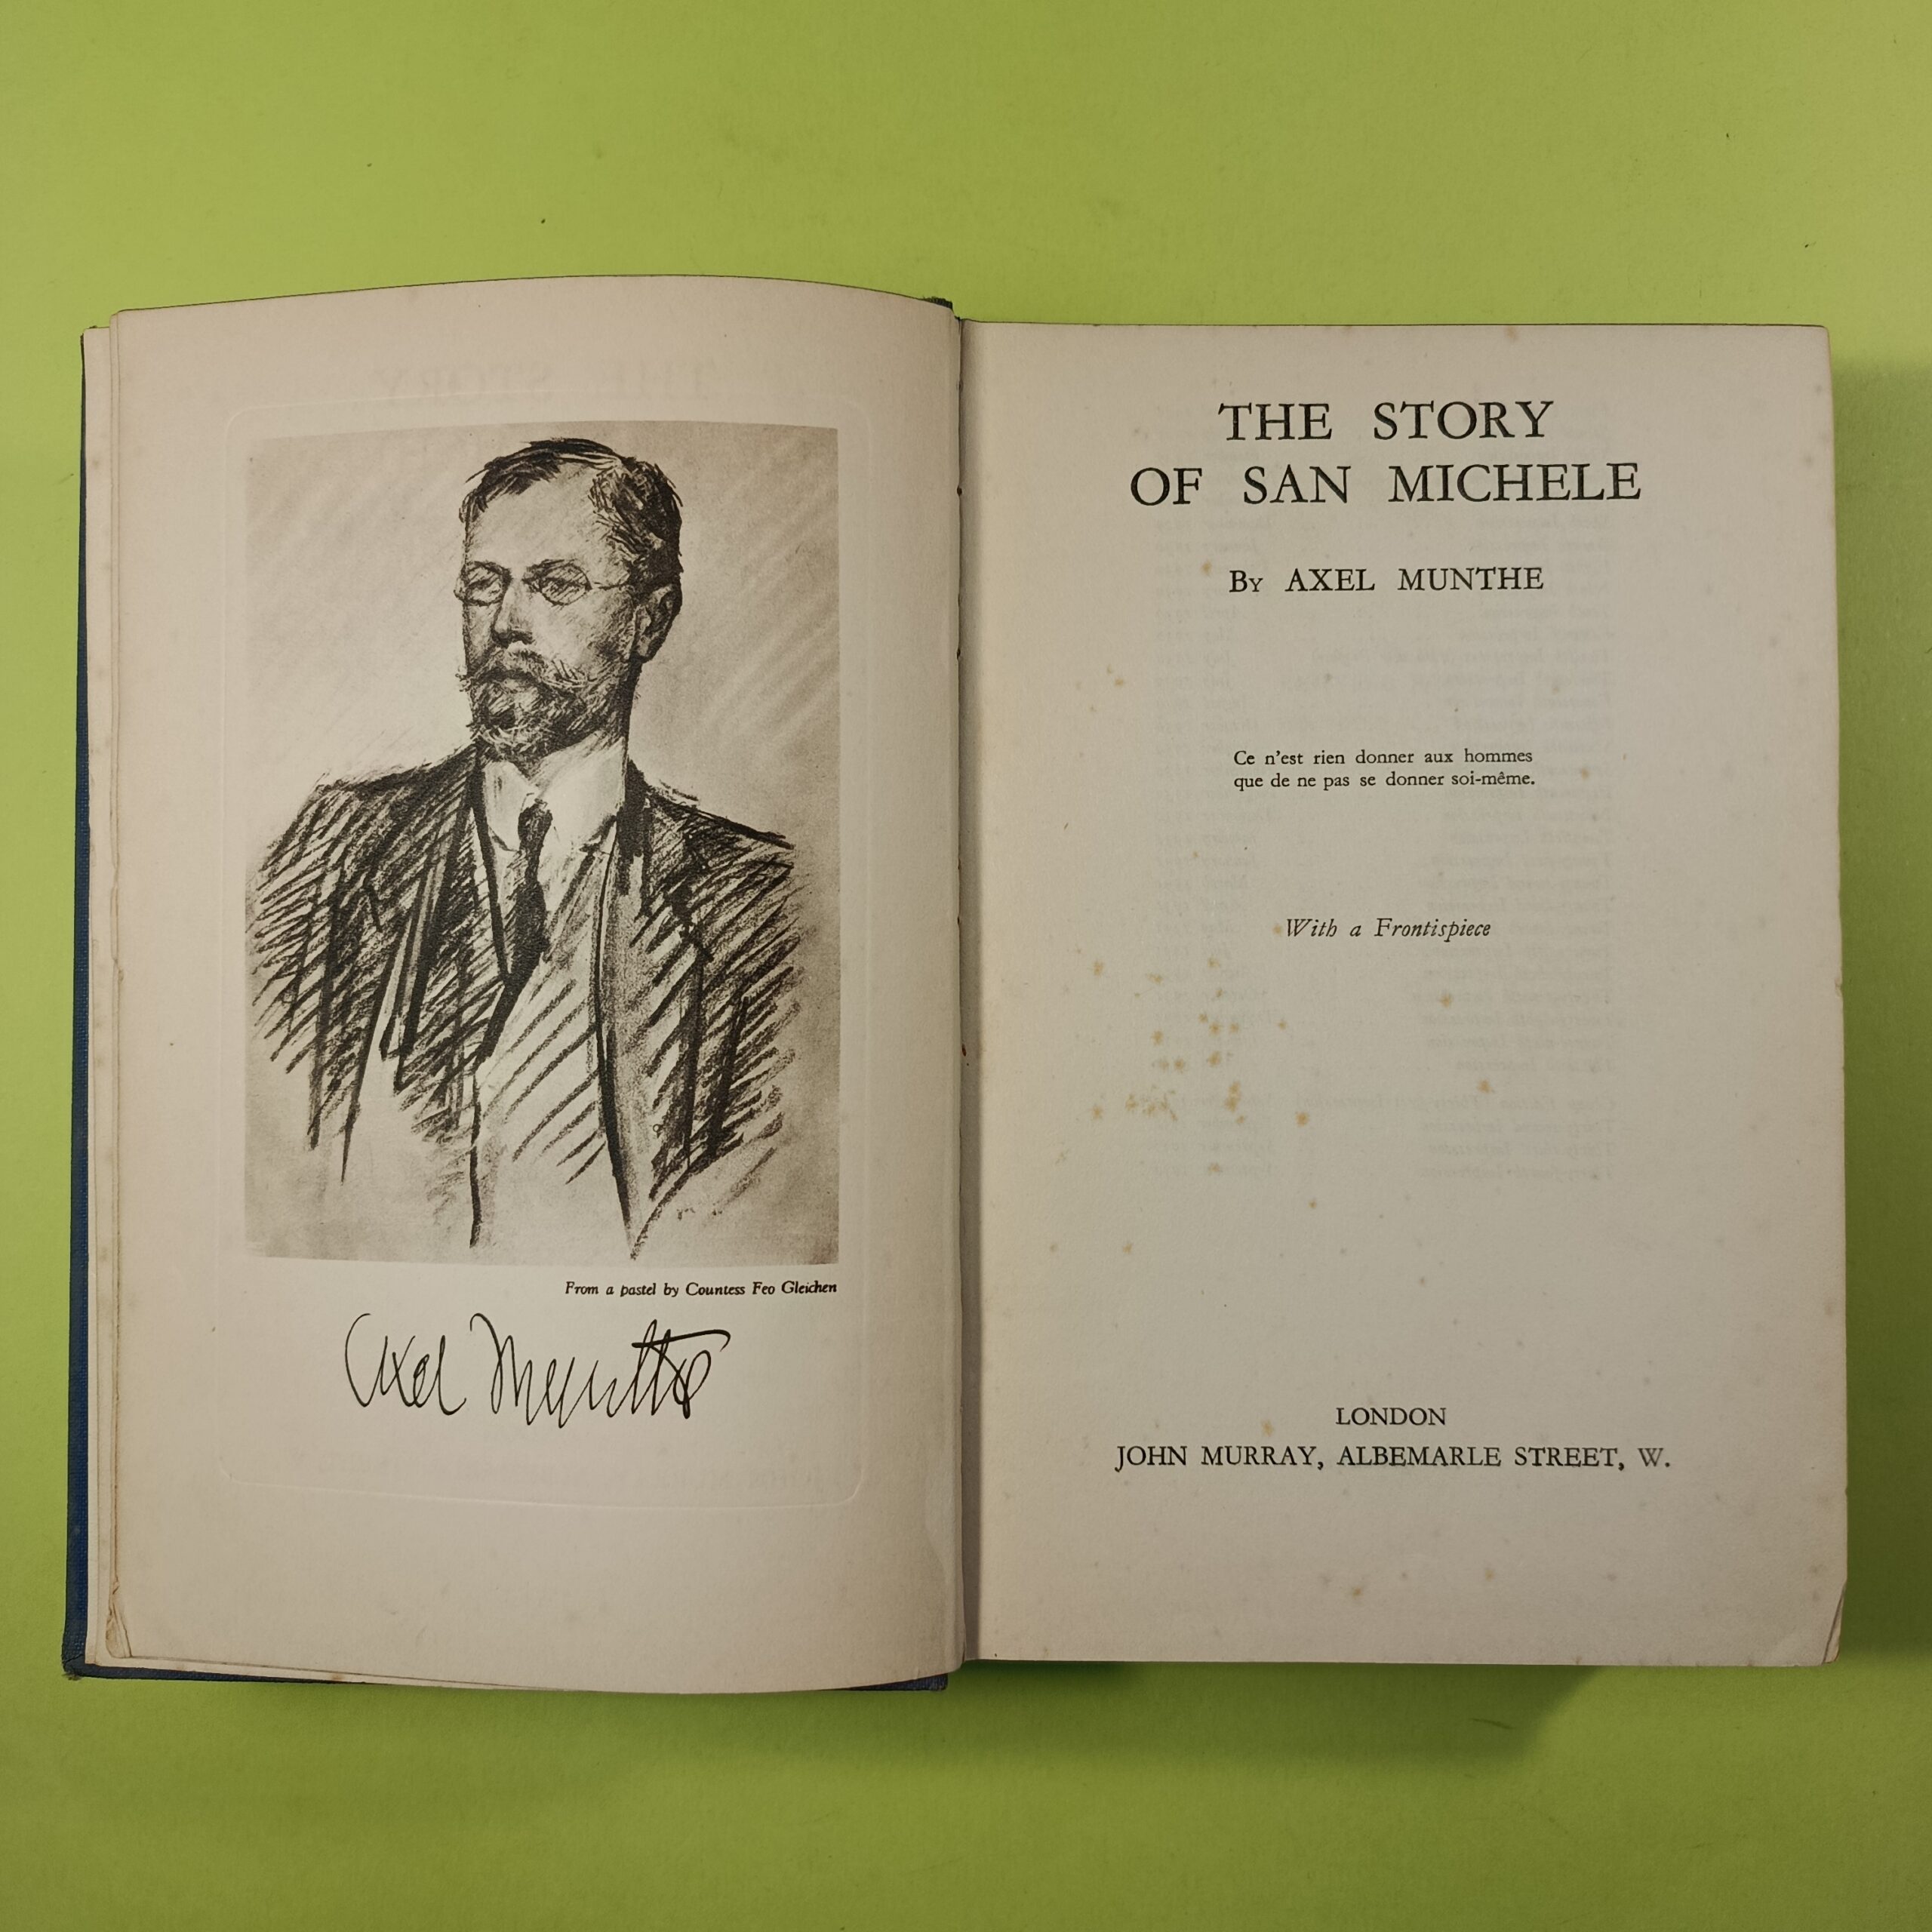 From a pastel by Countess Feo Gleichen
Axel Munthe
THE STORY
OF SAN MICHELE
By AXEL MUNTHE
Ce n'est rien donner aux hommes
que de ne pas se donner soi-même.
With a Frontispiece
LONDON
JOHN MURRAY, ALBEMARLE STREET, W.